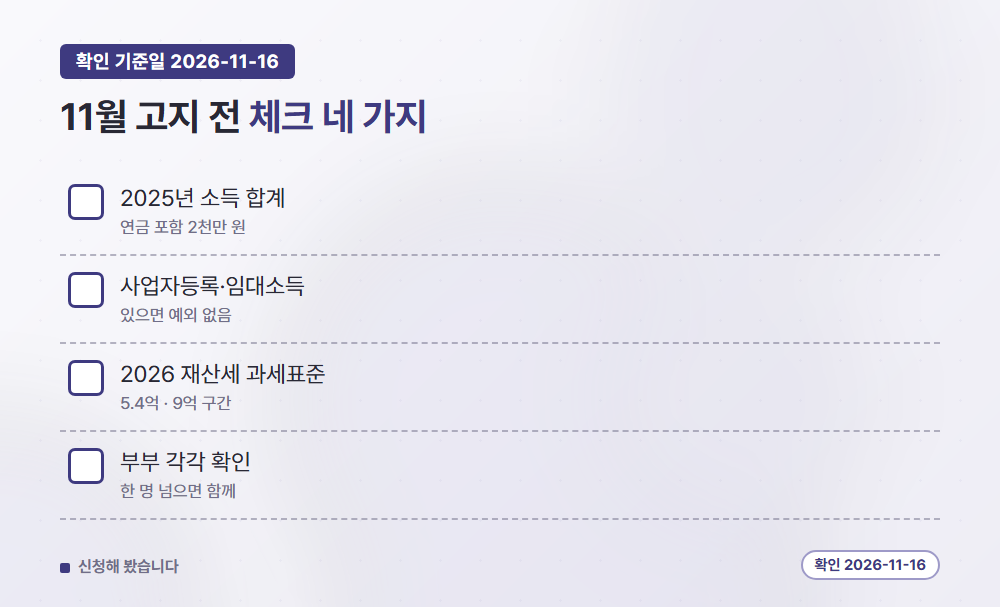 확인 기준일 2026-11-16
11월 고지 전 체크 네 가지
2025년 소득 합계
연금 포함 2천만 원
사업자등록·임대소득
있으면 예외 없음
2026 재산세 과세표준
5.4억 · 9억 구간
부부 각각 확인
한 명 넘으면 함께
신청해 봤습니다
확인 2026-11-16